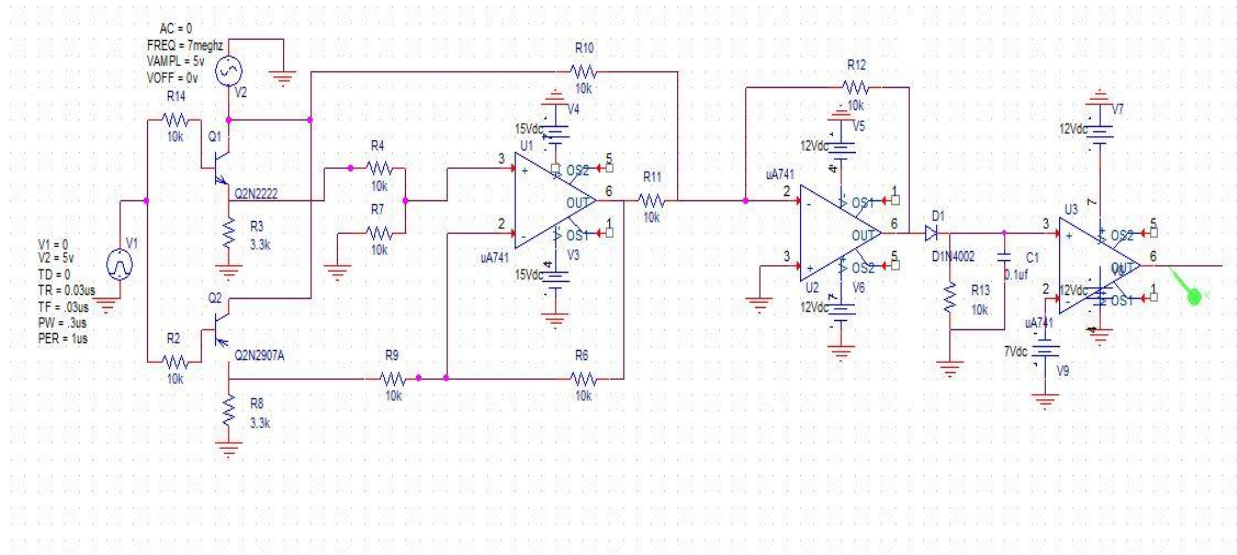 AC = 0
FREQ = 7meghz
VAMPL = 5v
VOFF = 0v
V2
R14
10k
Q1
Q2N2222
R3
3.3k
V1 = 0
V2 = 5v
TD = 0
TR = 0.03us
TF = .03us
PW = .3us
PER = 1us
V1
Q2
Q2N2907A
R2
10k
R8
3.3k
R4
10k
R7
10k
R9
10k
R10
10k
V4
15Vdc
U1
3
2
+
-
OS2
5
6
OUT
OS1
1
4
uA741
V3
15Vdc
R6
10k
R11
10k
R12
10k
V5
12Vdc
4
uA741
2
3
-
+
OS1
1
6
OUT
OS2
5
7
U2
V6
12Vdc
D1
D1N4002
R13
10k
C1
0.1uf
V7
12Vdc
U3
7
3
2
+
-
OS2
5
6
OUT
OS1
1
4
12Vdc
uA741
7Vdc
V9